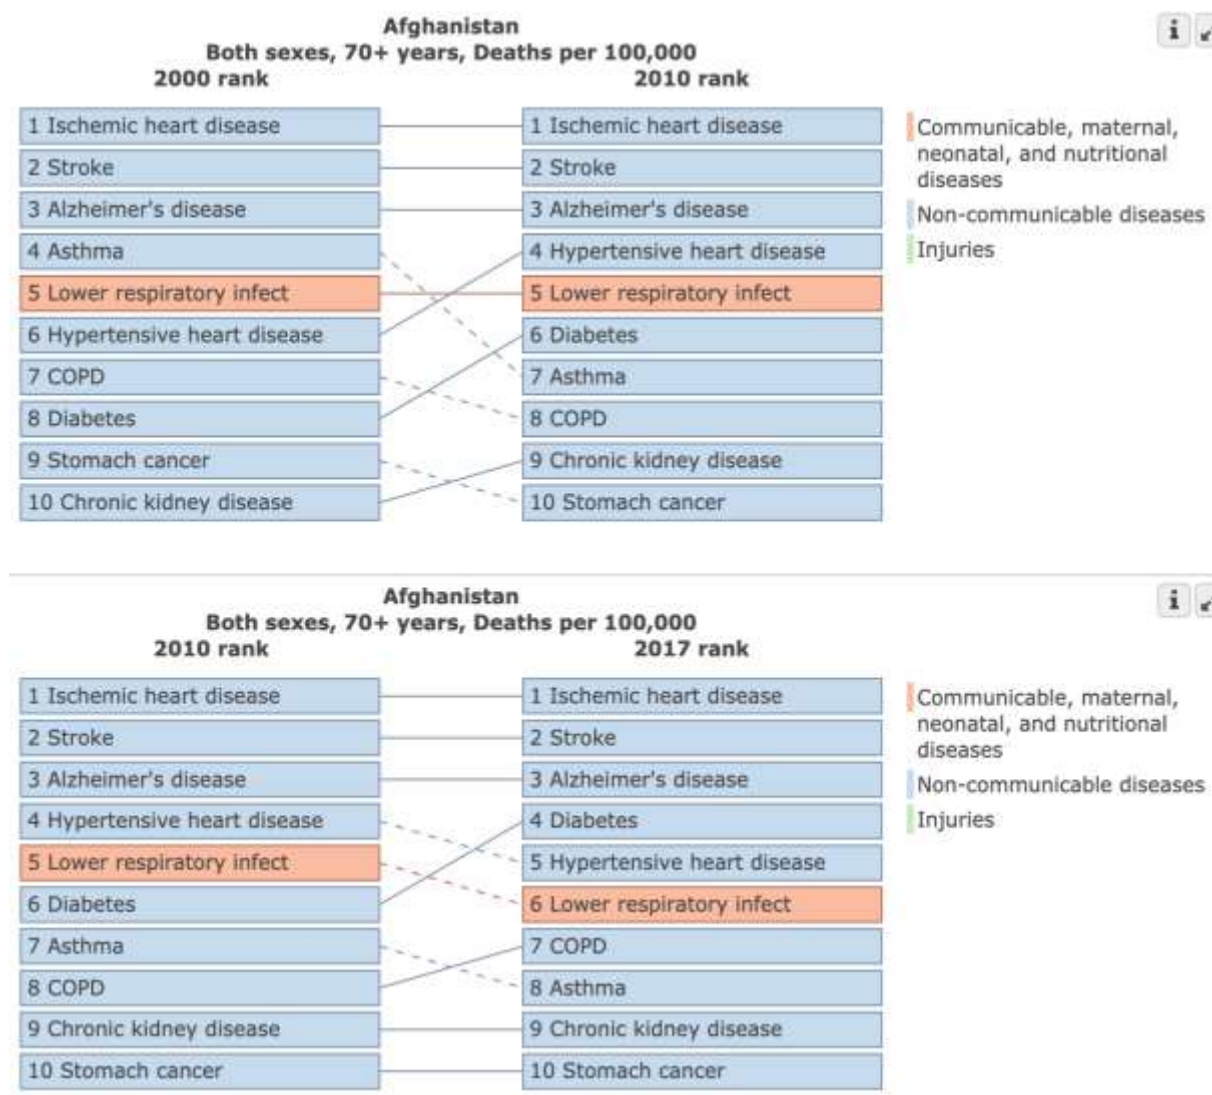 Afghanistan
Both sexes, 70+ years, Deaths per 100,000
2000 rank
2010 rank
1 Ischemic heart disease
2 Stroke
3 Alzheimer's disease
4 Asthma
5 Lower respiratory infect
6 Hypertensive heart disease
7 COPD
8 Diabetes
9 Stomach cancer
10 Chronic kidney disease
1 Ischemic heart disease
2 Stroke
3 Alzheimer's disease
4 Hypertensive heart disease
5 Lower respiratory infect
6 Diabetes
7 Asthma
8 COPD
9 Chronic kidney disease
10 Stomach cancer
Communicable, maternal,
neonatal, and nutritional
diseases
Non-communicable diseases
Injuries
i
Afghanistan
Both sexes, 70+ years, Deaths per 100,000
2010 rank
2017 rank
1 Ischemic heart disease
2 Stroke
3 Alzheimer's disease
4 Hypertensive heart disease
5 Lower respiratory infect
6 Diabetes
7 Asthma
8 COPD
9 Chronic kidney disease
10 Stomach cancer
1 Ischemic heart disease
2 Stroke
3 Alzheimer's disease
4 Diabetes
5 Hypertensive heart disease
6 Lower respiratory infect
7 COPD
8 Asthma
9 Chronic kidney disease
10 Stomach cancer
Communicable, maternal,
neonatal, and nutritional
diseases
Non-communicable diseases
Injuries
i